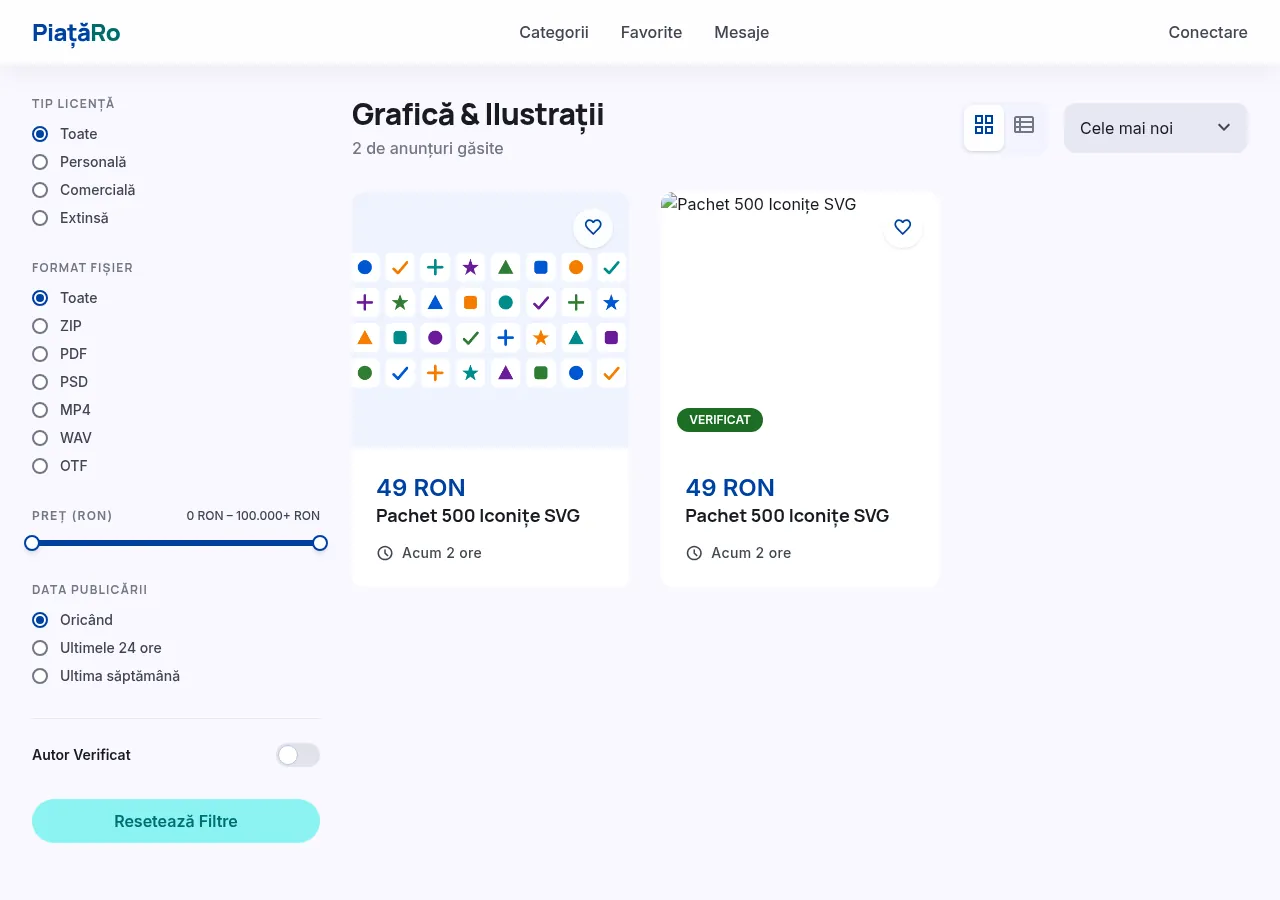 PiațăRo
Categorii
Favorite
Mesaje
Conectare
TIP LICENȚĂ
Toate
Personală
Comercială
Extinsă
FORMAT FIȘIER
Toate
ZIP
PDF
PSD
MP4
WAV
OTF
PREȚ (RON)
0 RON – 100.000+ RON
DATA PUBLICĂRII
Oricând
Ultimele 24 ore
Ultima săptămână
Autor Verificat
Resetează Filtre
Grafică & Ilustrații
2 de anunțuri găsite
Cele mai noi
49 RON
Pachet 500 Iconițe SVG
Acum 2 ore
Pachet 500 Iconițe SVG
VERIFICAT
49 RON
Pachet 500 Iconițe SVG
Acum 2 ore